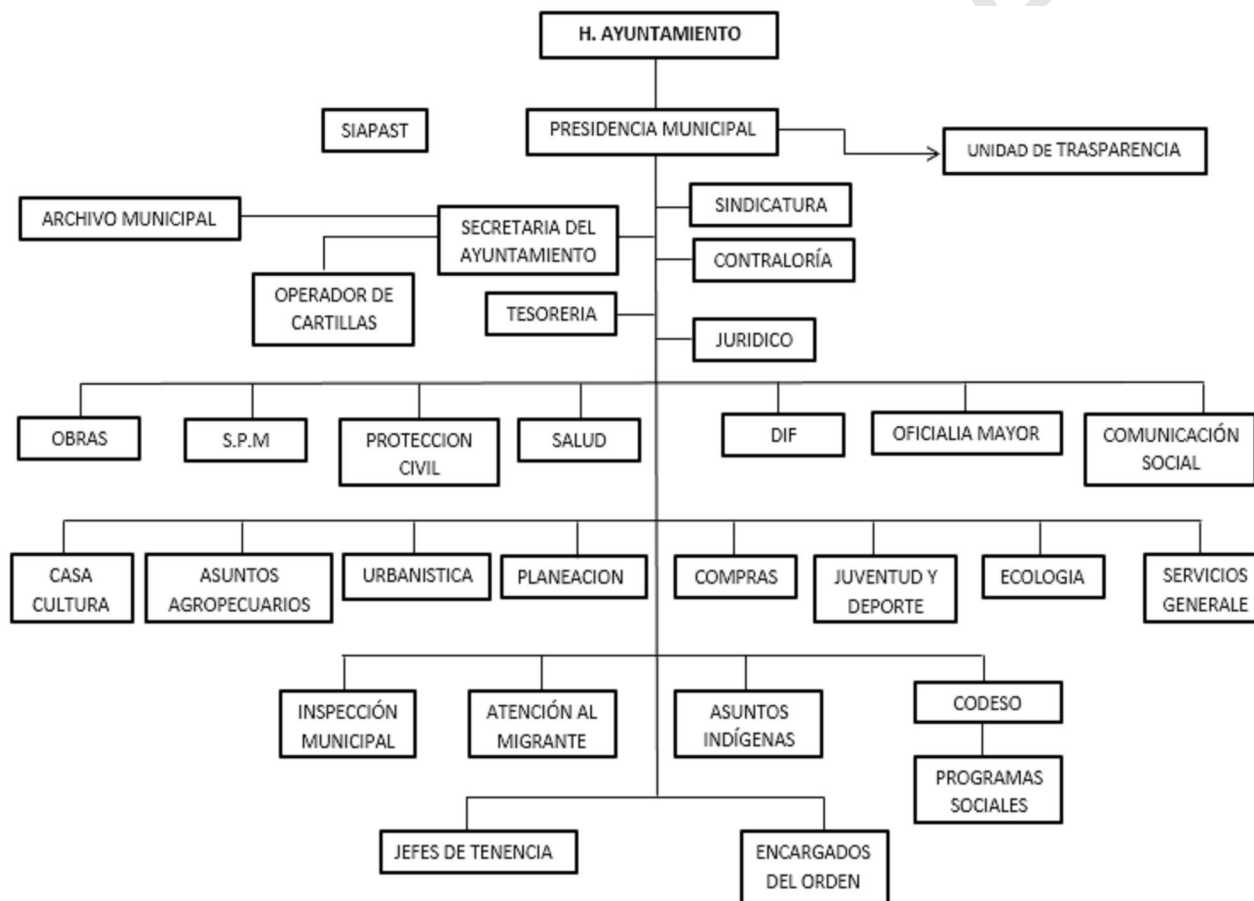 H. AYUNTAMIENTO
SIAPAST
PRESIDENCIA MUNICIPAL
UNIDAD DE TRASPARENCIA
ARCHIVO MUNICIPAL
SECRETARIA DEL
AYUNTAMIENTO
SINDICATURA
CONTRALORÍA
OPERADOR DE
CARTILLAS
TESORERIA
JURIDICO
OBRAS
S.P.M
PROTECCION
CIVIL
SALUD
DIF
OFICIALIA MAYOR
COMUNICACIÓN
SOCIAL
CASA
CULTURA
ASUNTOS
AGROPECUARIOS
URBANISTICA
PLANEACION
COMPRAS
JUVENTUD Y
DEPORTE
ECOLOGIA
SERVICIOS
GENERALE
INSPECCIÓN
MUNICIPAL
ATENCIÓN AL
MIGRANTE
ASUNTOS
INDÍGENAS
CODESO
PROGRAMAS
SOCIALES
JEFES DE TENENCIA
ENCARGADOS
DEL ORDEN